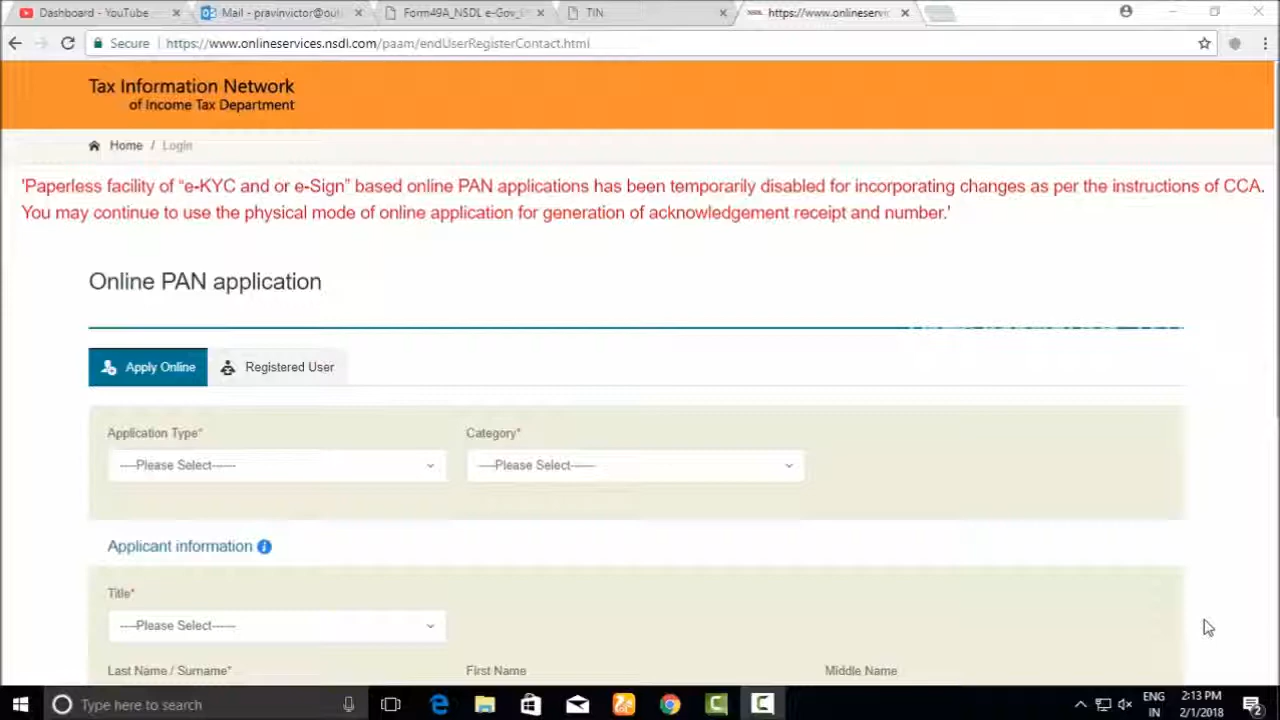 Dashboard - YouTube
Mail - pravinvictor@out
Form49A_NSDL e-Gov_
TIN
https://www.onlineservic
Secure
https://www.onlineservices.nsdl.com/paam/endUserRegisterContact.html
Tax Information Network
of Income Tax Department
Home / Login
'Paperless facility of “e-KYC and or e-Sign” based online PAN applications has been temporarily disabled for incorporating changes as per the instructions of CCA.
You may continue to use the physical mode of online application for generation of acknowledgement receipt and number.'
Online PAN application
Apply Online
Registered User
Application Type*
Category*
----Please Select------
----Please Select------
Applicant information
Title*
----Please Select------
Last Name / Surname*
First Name
Middle Name
Type here to search
ENG
IN
2:13 PM
2/1/2018
2